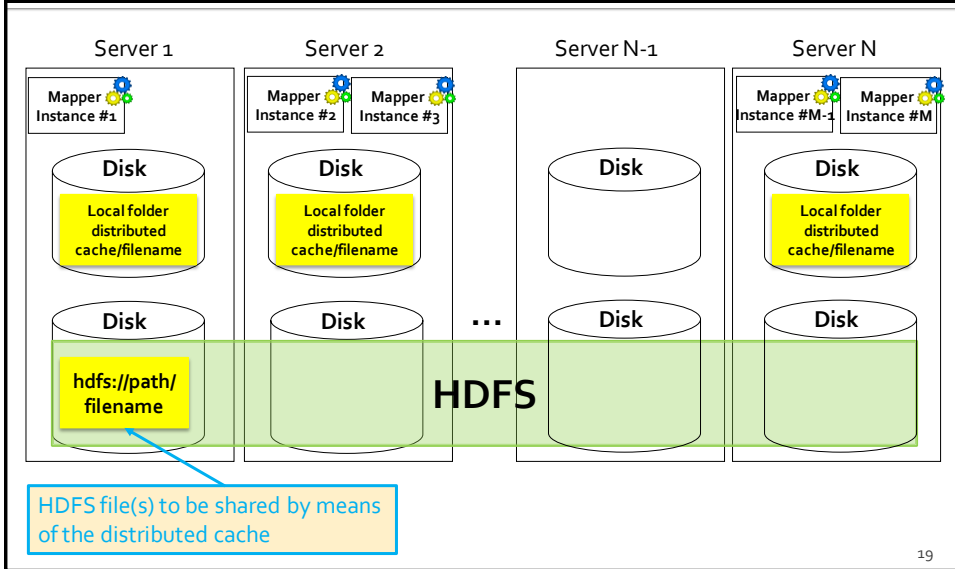 Server 1
Server 2
Server N-1
Server N
Mapper
Instance #1
Mapper
Instance #2
Mapper
Instance #3
Mapper
Instance #M-1
Mapper
Instance #M
Disk
Local folder
distributed
cache/filename
Disk
Local folder
distributed
cache/filename
Disk
Disk
Local folder
distributed
cache/filename
...
Disk
hdfs://path/
filename
Disk
Disk
Disk
HDFS
HDFS file(s) to be shared by means
of the distributed cache
19